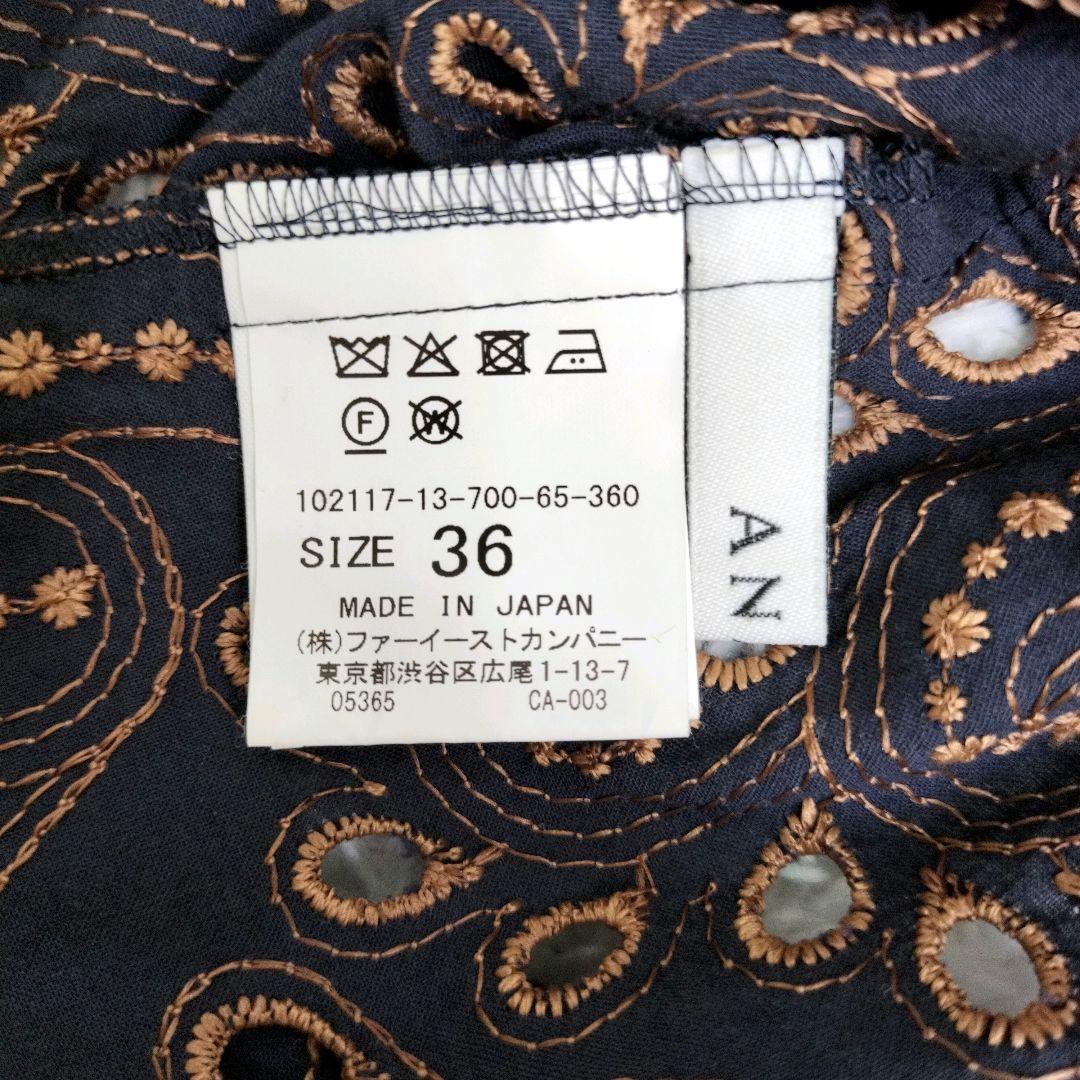 F
W
102117-13-700-65-360
SIZE 36
MADE IN JAPAN
(株)ファーイーストカンパニー
東京都渋谷区広尾1-13-7
05365 CA-003
AN